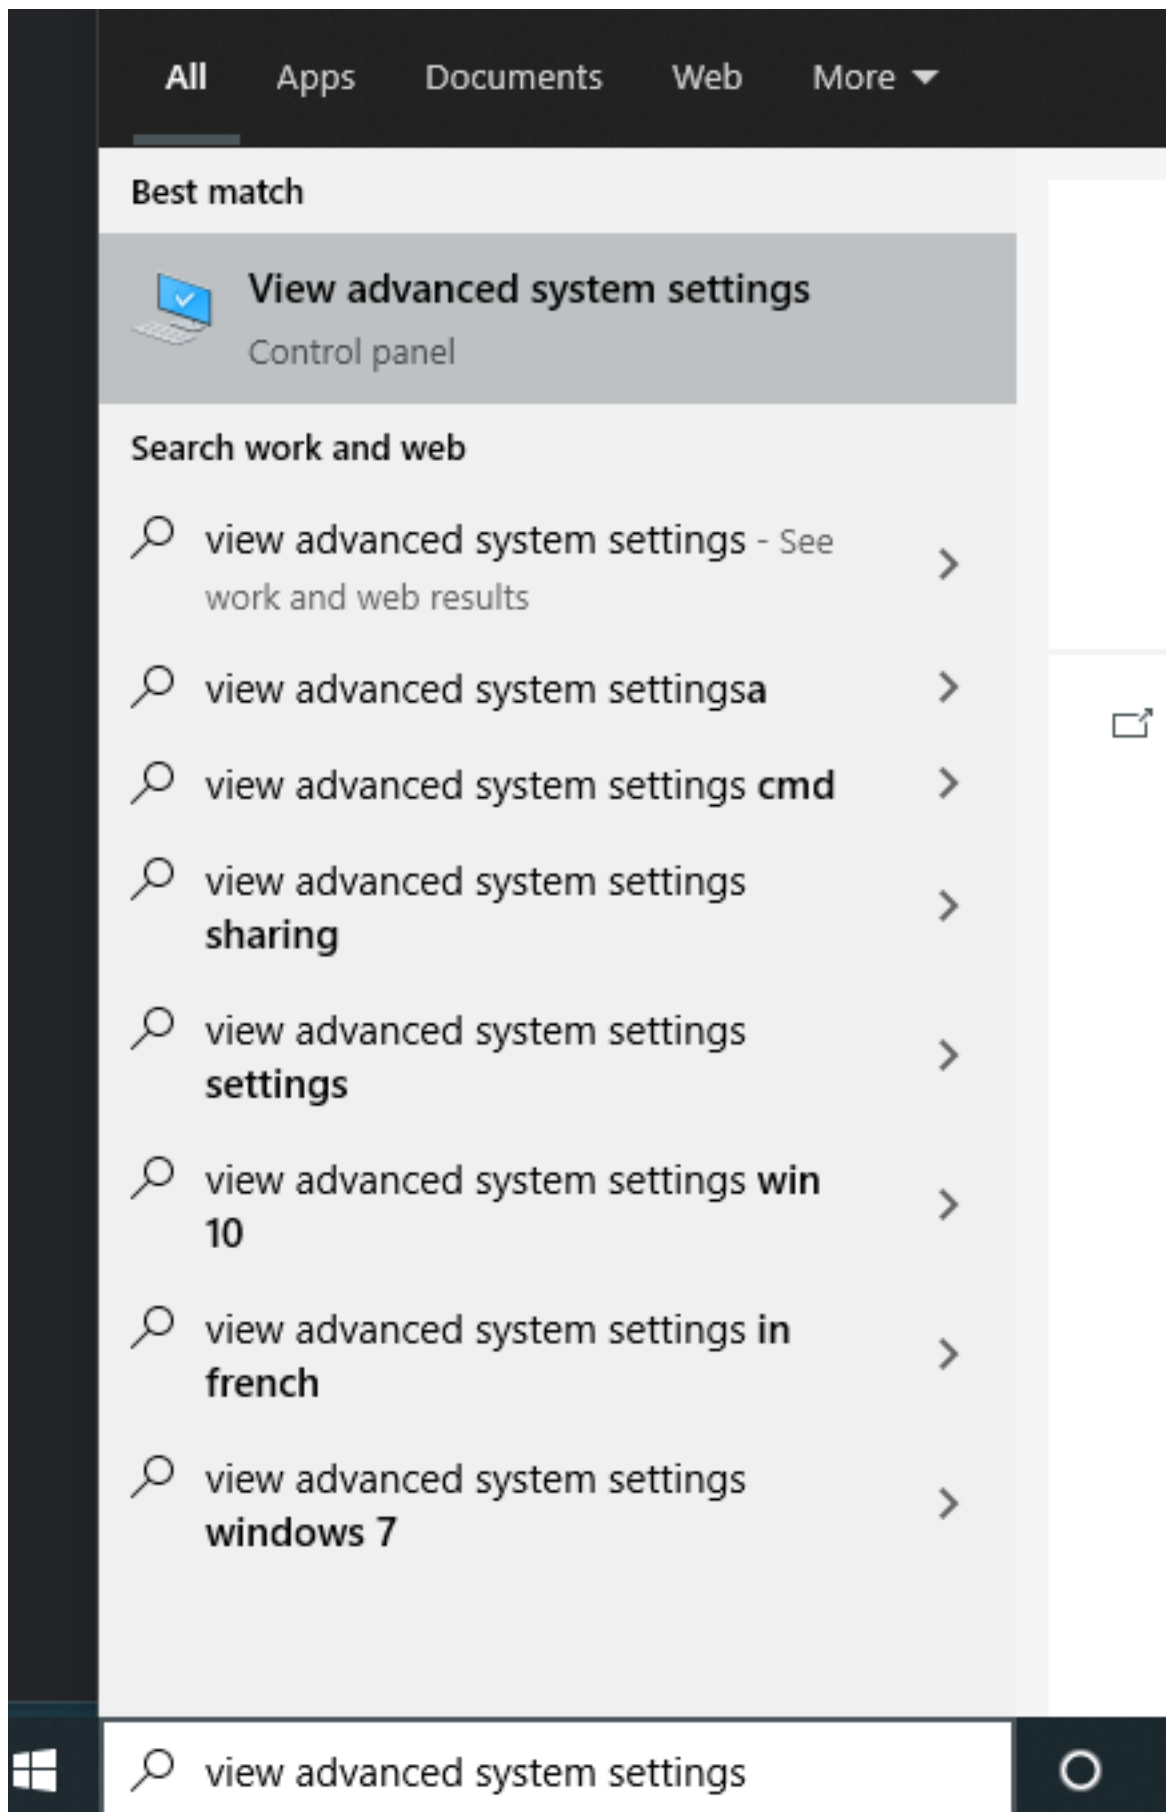 All Apps Documents Web More
Best match
View advanced system settings
Control panel
Search work and web
view advanced system settings - See
work and web results
view advanced system settingsa
view advanced system settings cmd
view advanced system settings
sharing
view advanced system settings
settings
view advanced system settings win
10
view advanced system settings in
french
view advanced system settings
windows 7
view advanced system settings